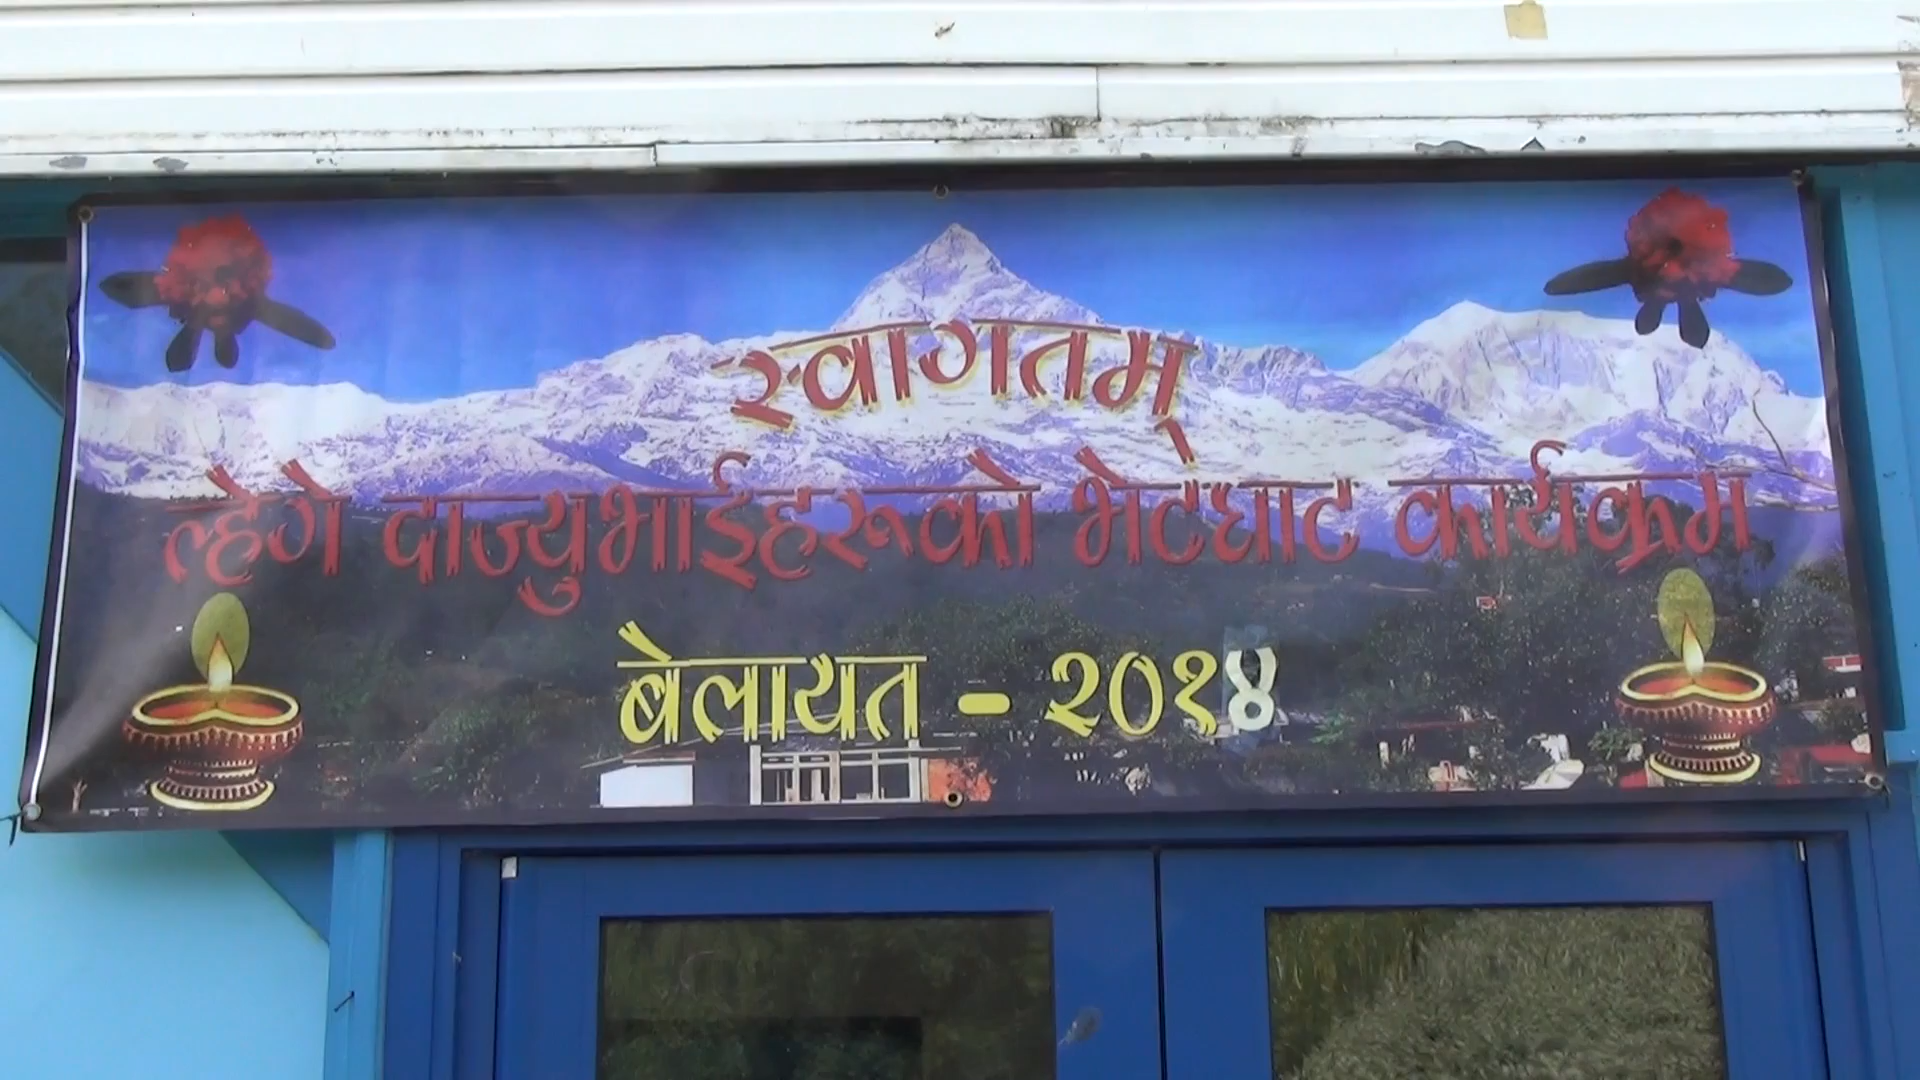 स्वागतम्
ल्हेगे दाज्युभाईहरूको भेटघाट कार्यक्रम
बेलायत - २०१४